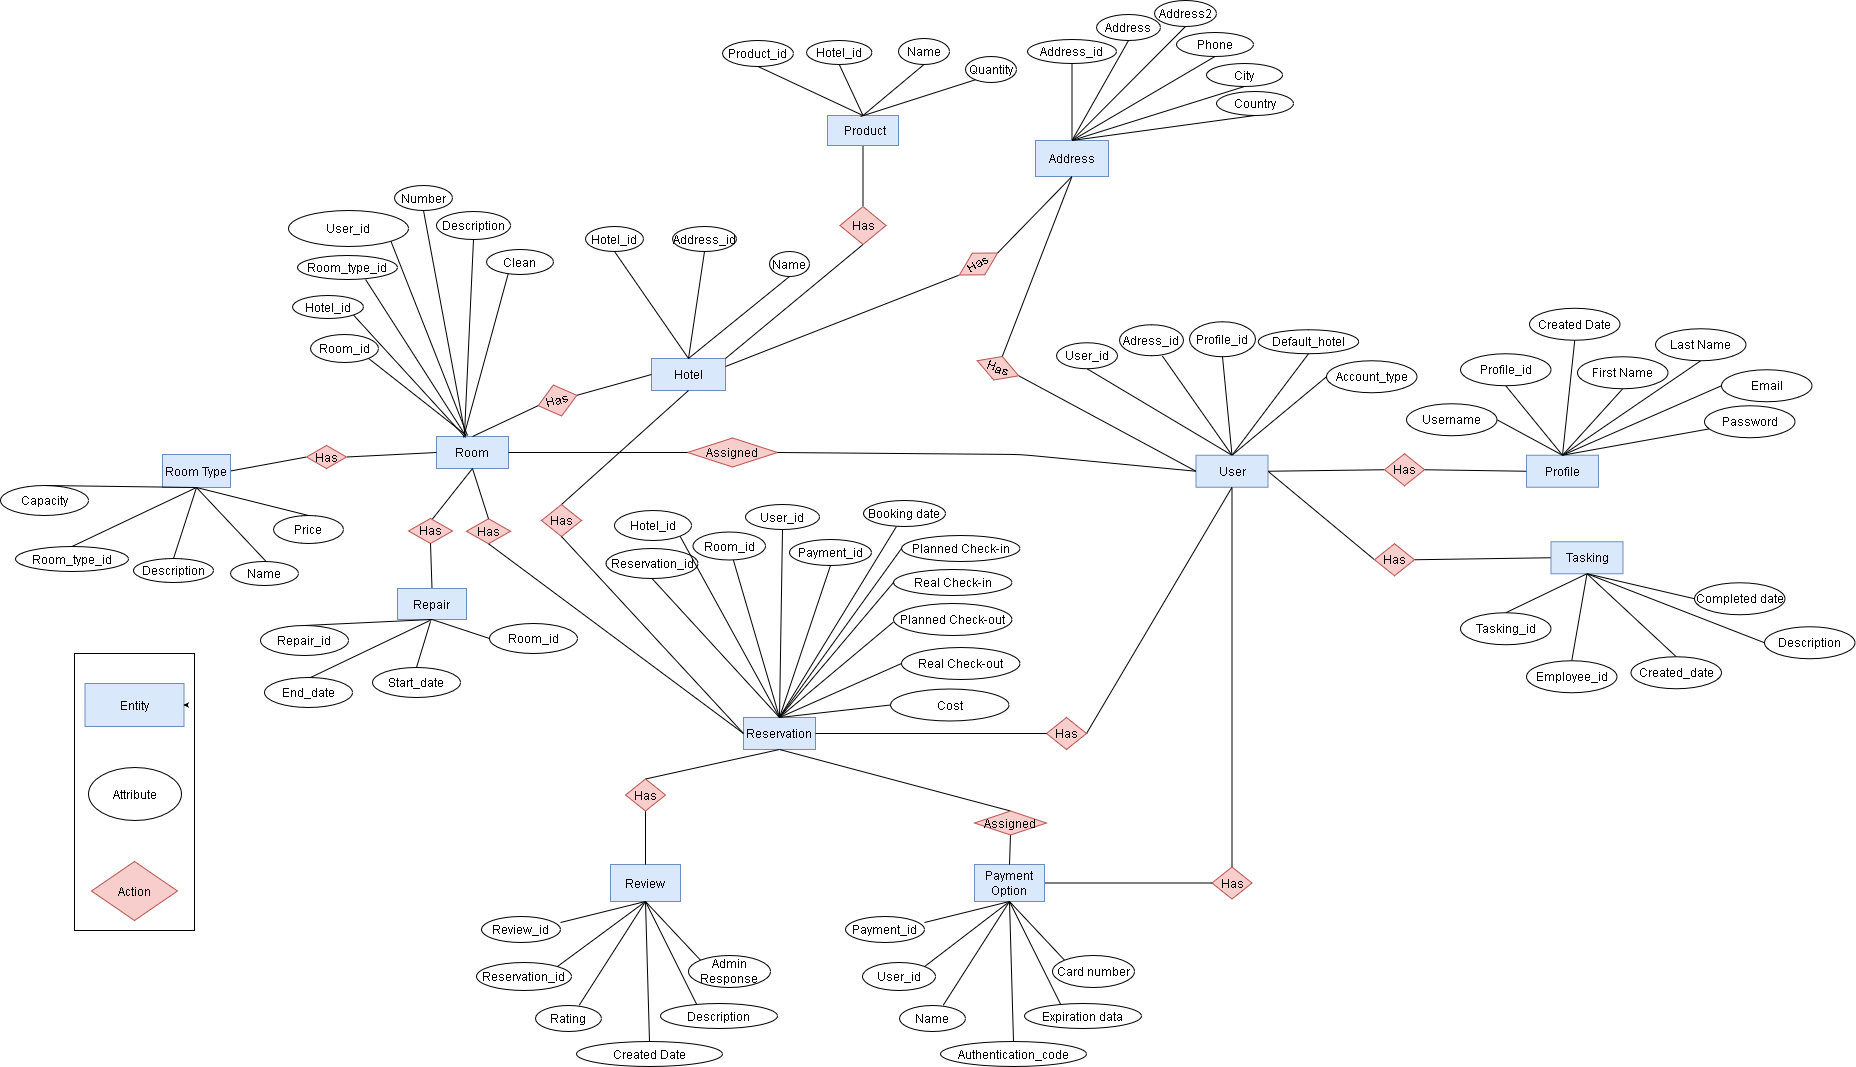 Address2
Address
Phone
Address_id
Product_id
Hotel_id
Name
Quantity
City
Country
Product
Address
Number
User_id
Description
Has
Hotel_id
Address_id
Name
Clean
Room_type_id
Hotel_id
Room_id
Has
Has
User_id
Adress_id
Profile_id
Default_hotel
Account_type
Created Date
Last Name
Profile_id
First Name
Email
Username
Password
Hotel
Has
Room
Assigned
Has
Room Type
User
Has
Profile
Capacity
Price
Room_type_id
Description
Name
Has
Has
Has
Hotel_id
User_id
Booking date
Reservation_id
Room_id
Payment_id
Planned Check-in
Real Check-in
Planned Check-out
Real Check-out
Cost
Has
Tasking
Completed date
Tasking_id
Description
Employee_id
Created_date
Repair
Repair_id
Room_id
End_date
Start_date
Entity
Attribute
Action
Reservation
Has
Has
Assigned
Review
Payment
Option
Has
Review_id
Reservation_id
Admin
Response
Rating
Description
Created Date
Payment_id
User_id
Card number
Name
Expiration data
Authentication_code